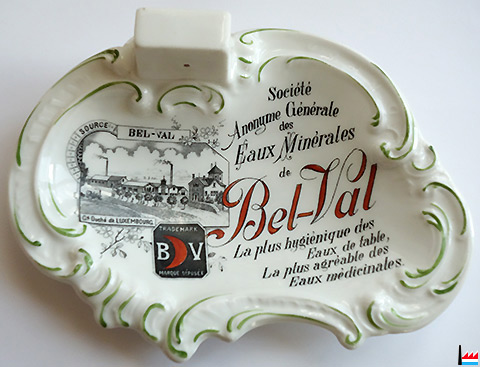 SOURCE
BEL-VAL
Gd Duché de LUXEMBOURG
TRADEMARK
B V
MARQUE DÉPOSÉE
Société
Anonyme Générale
des
Eaux Minérales
de
Bel-Val
La plus hygiénique des
Eaux de table,
La plus agréable des
Eaux médicinales.